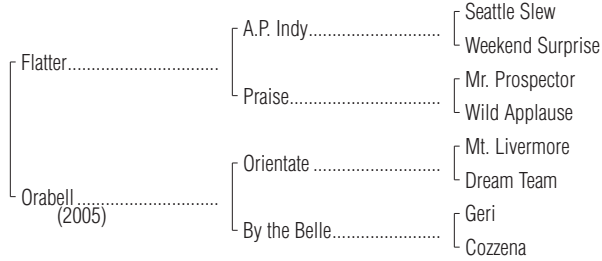 Seattle Slew
A.P. Indy
Weekend Surprise
Flatter
Mr. Prospector
Praise
Wild Applause
Mt. Livermore
Orientate
Dream Team
Orabell
(2005)
Geri
By the Belle
Cozzena